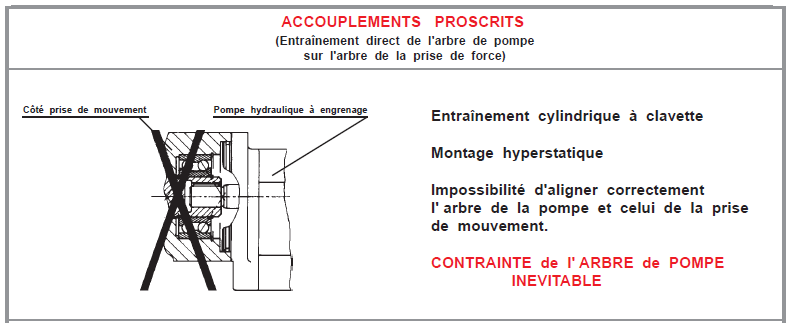 ACCOUPLEMENTS PROSCRITS
(Entraînement direct de l'arbre de pompe
sur l'arbre de la prise de force)
Côté prise de mouvement
Pompe hydraulique à engrenage
Entraînement cylindrique à clavette
Montage hyperstatique
Impossibilité d'aligner correctement
l' arbre de la pompe et celui de la prise
de mouvement.
CONTRAINTE de l' ARBRE de POMPE
INEVITABLE